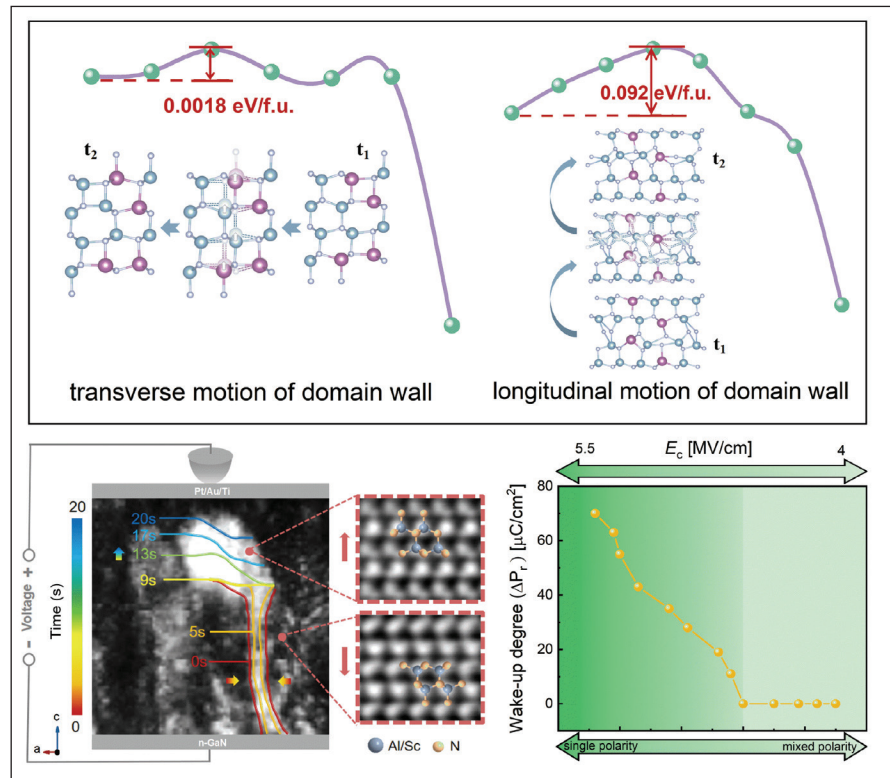 0.0018 eV/f.u.
t₂
t₁
transverse motion of domain wall
0.092 eV/f.u.
t₂
t₁
longitudinal motion of domain wall
- Voltage +
Pt/Au/Ti
20
Time (s)
0
20s
17s
13s
9s
5s
0s
c
a
n-GaN
Al/Sc
N
5.5
E_c [MV/cm]
4
Wake-up degree (ΔP_r) [μC/cm²]
80
60
40
20
0
single polarity
mixed polarity